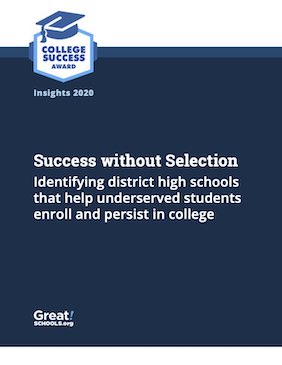 COLLEGE
SUCCESS
AWARD
Insights 2020
Success without Selection
Identifying district high schools
that help underserved students
enroll and persist in college
Great!
SCHOOLS.org